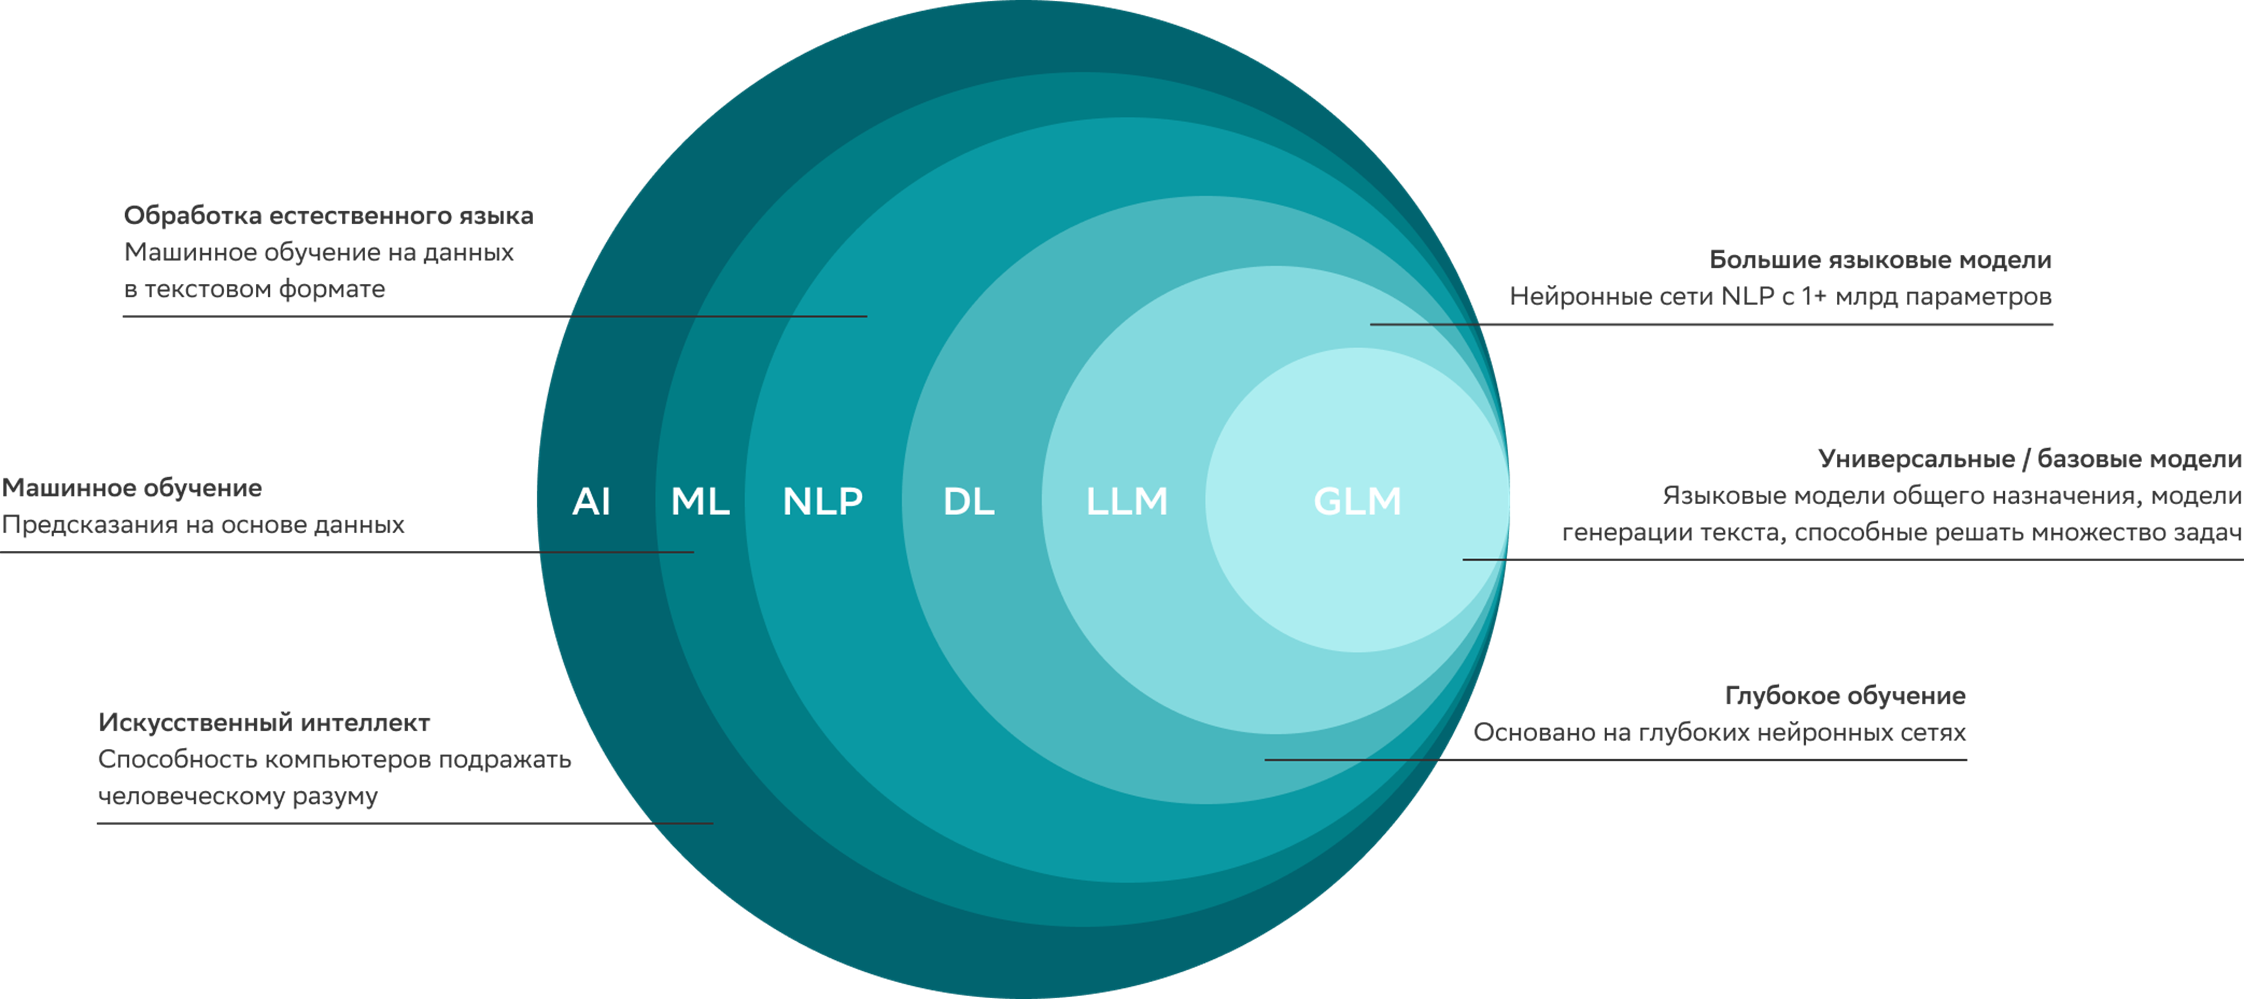 Обработка естественного языка
Машинное обучение на данных
в текстовом формате
Машинное обучение
Предсказания на основе данных
Искусственный интеллект
Способность компьютеров подражать
человеческому разуму
AI ML NLP DL LLM GLM
Большие языковые модели
Нейронные сети NLP с 1+ млрд параметров
Универсальные / базовые модели
Языковые модели общего назначения, модели
генерации текста, способные решать множество задач
Глубокое обучение
Основано на глубоких нейронных сетях